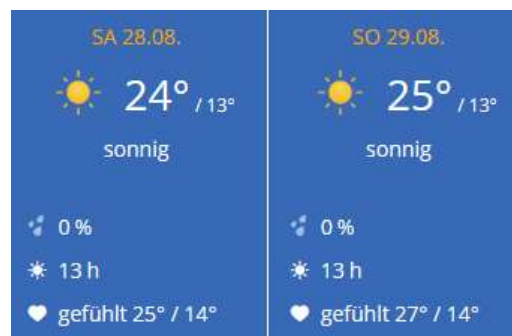 SA 28.08.
24° / 13°
sonnig
0 %
13 h
gefühlt 25° / 14°
SO 29.08.
25° / 13°
sonnig
0 %
13 h
gefühlt 27° / 14°